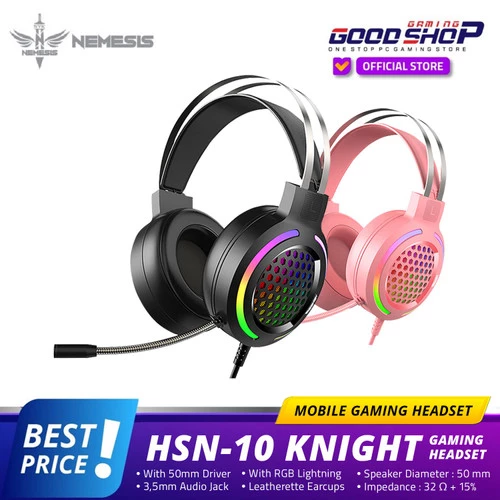 NEMESIS
NEMESIS
GAMING
GOOD SHOP
ONE STOP PC GAMING STORE
OFFICIAL STORE
MOBILE GAMING HEADSET
BEST
PRICE !
HSN-10 KNIGHT GAMING HEADSET
• With 50mm Driver • With RGB Lightning • Speaker Diameter : 50 mm
• 3,5mm Audio Jack • Leatherette Earcups • Impedance : 32 Ω + 15%